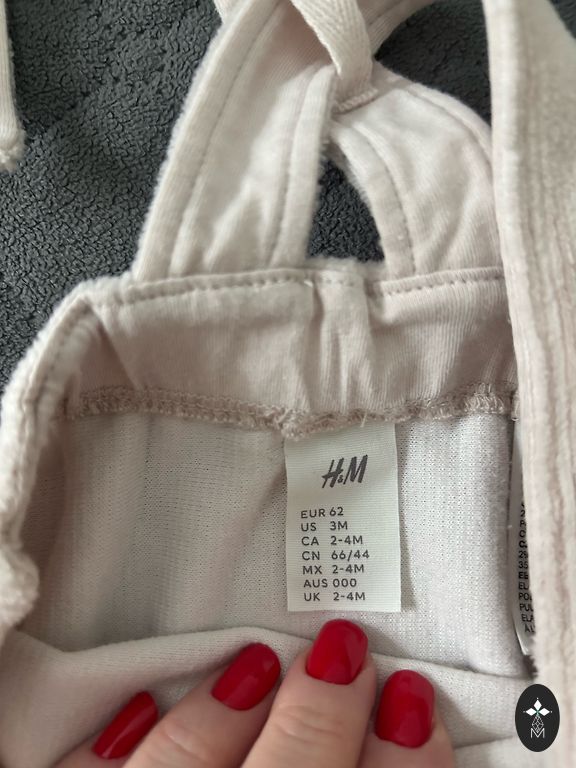 H&M
EUR 62
US 3M
CA 2-4M
CN 66/44
MX 2-4M
AUS 000
UK 2-4M